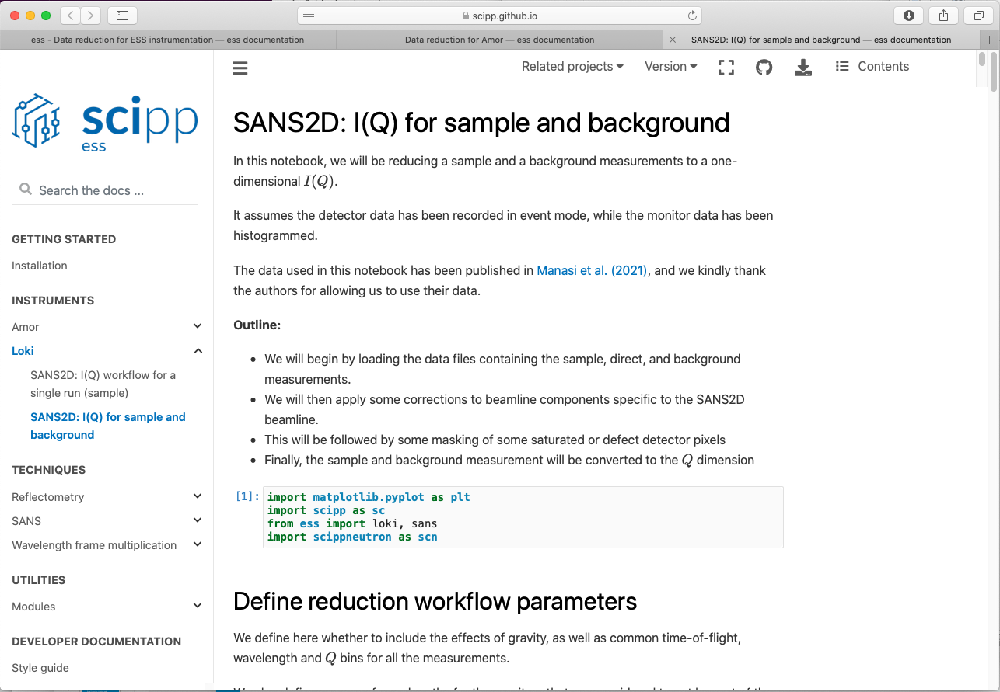 scipp.github.io
ess - Data reduction for ESS instrumentation — ess documentation
Data reduction for Amor — ess documentation
SANS2D: I(Q) for sample and background — ess documentation
scipp
ess
Search the docs ...
GETTING STARTED
Installation
INSTRUMENTS
Amor
Loki
SANS2D: I(Q) workflow for a
single run (sample)
SANS2D: I(Q) for sample and
background
TECHNIQUES
Reflectometry
SANS
Wavelength frame multiplication
UTILITIES
Modules
DEVELOPER DOCUMENTATION
Style guide
Related projects
Version
Contents
SANS2D: I(Q) for sample and background
In this notebook, we will be reducing a sample and a background measurements to a one-
dimensional I(Q).
It assumes the detector data has been recorded in event mode, while the monitor data has been
histogrammed.
The data used in this notebook has been published in Manasi et al. (2021), and we kindly thank
the authors for allowing us to use their data.
Outline:
• We will begin by loading the data files containing the sample, direct, and background
measurements.
• We will then apply some corrections to beamline components specific to the SANS2D
beamline.
• This will be followed by some masking of some saturated or defect detector pixels
• Finally, the sample and background measurement will be converted to the Q dimension
[1]: import matplotlib.pyplot as plt
import scipp as sc
from ess import loki, sans
import scippneutron as scn
Define reduction workflow parameters
We define here whether to include the effects of gravity, as well as common time-of-flight,
wavelength and Q bins for all the measurements.